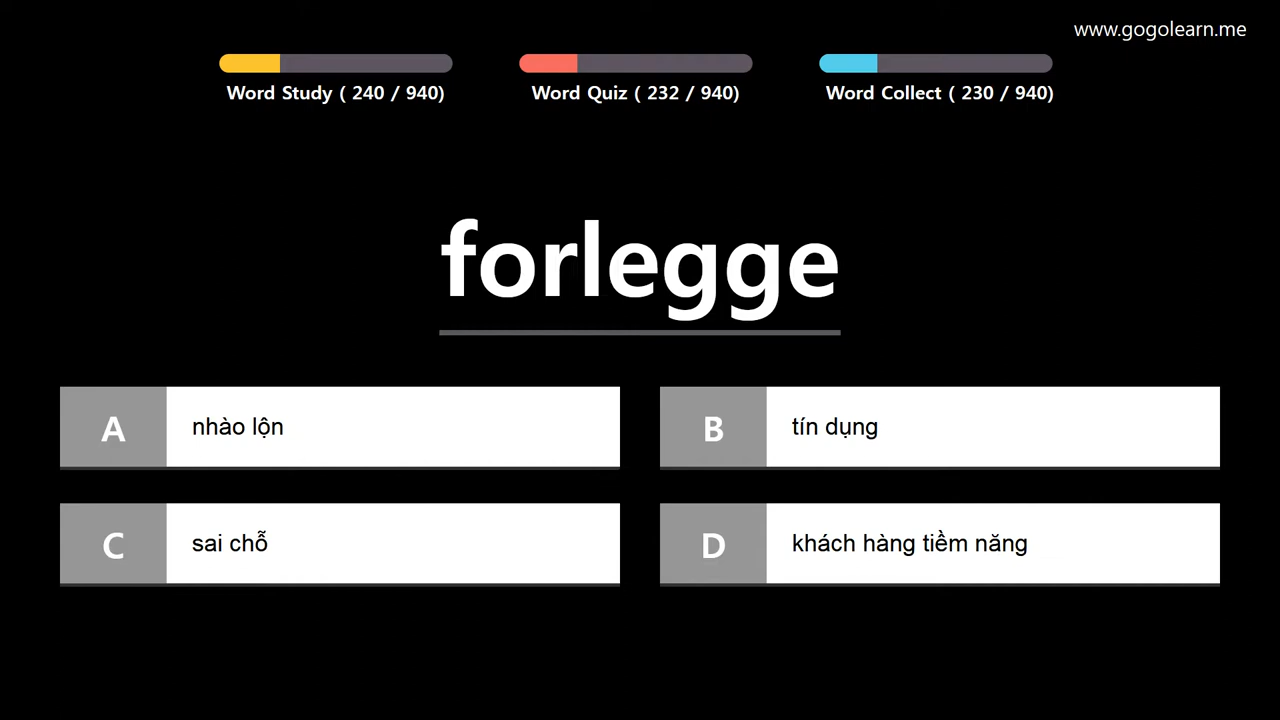 www.gogolearn.me
Word Study ( 240 / 940)
Word Quiz ( 232 / 940)
Word Collect ( 230 / 940)
forlegge
A nhào lộn
B tín dụng
C sai chỗ
D khách hàng tiềm năng